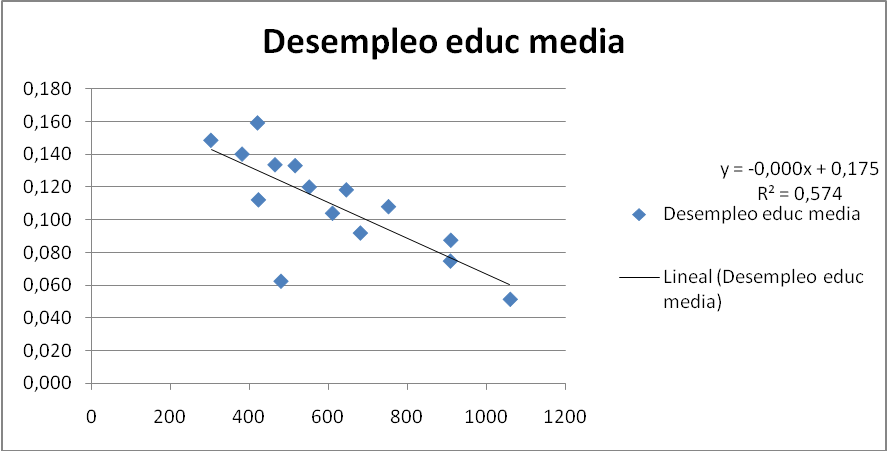 Desempleo educ media
0,180
0,160
0,140
0,120
0,100
0,080
0,060
0,040
0,020
0,000
0 200 400 600 800 1000 1200
y = -0,000x + 0,175
R² = 0,574
Desempleo educ media
Lineal (Desempleo educ
media)